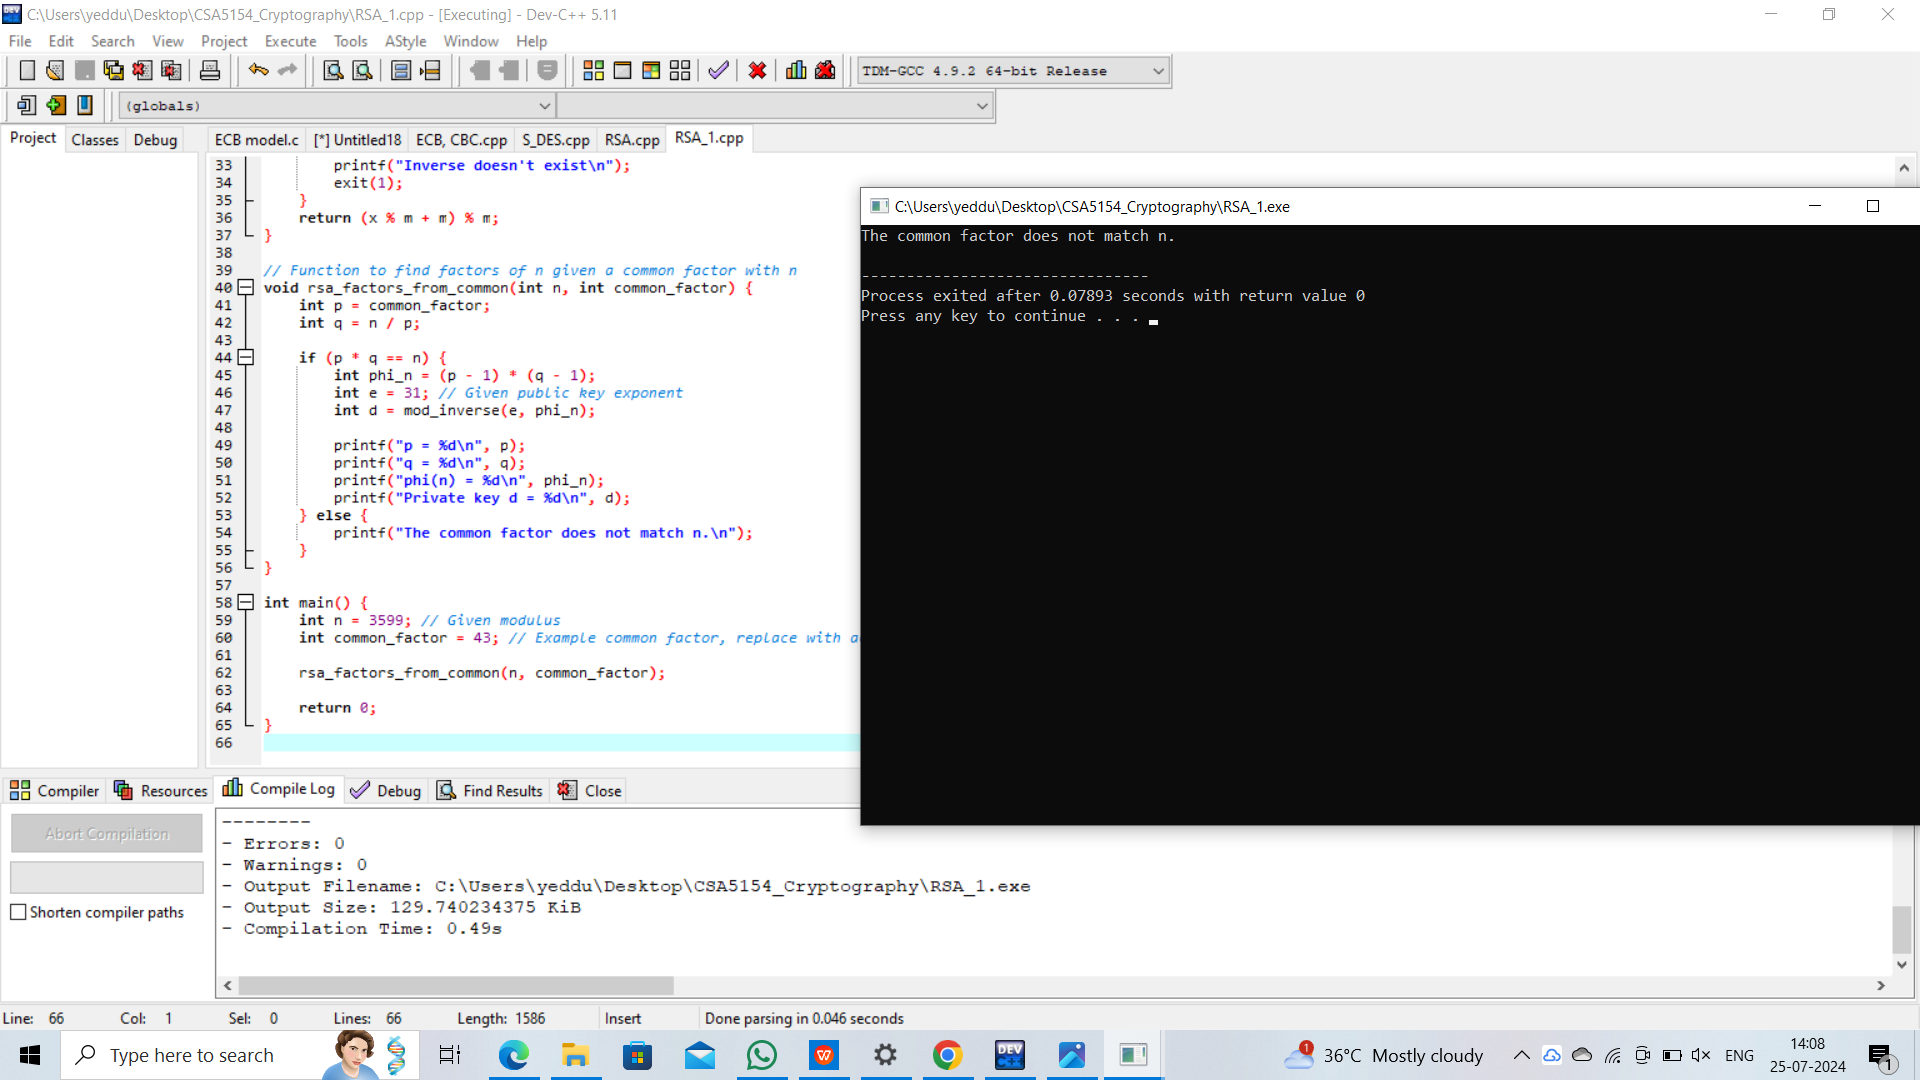 C:\Users\yeddu\Desktop\CSA5154_Cryptography\RSA_1.cpp - [Executing] - Dev-C++ 5.11
File Edit Search View Project Execute Tools AStyle Window Help
TDM-GCC 4.9.2 64-bit Release
(globals)
Project Classes Debug
ECB model.c [*] Untitled18 ECB, CBC.cpp S_DES.cpp RSA.cpp RSA_1.cpp
33 printf("Inverse doesn't exist\n");
34 exit(1);
35 }
36 return (x % m + m) % m;
37 }
38
39 // Function to find factors of n given a common factor with n
40 void rsa_factors_from_common(int n, int common_factor) {
41 int p = common_factor;
42 int q = n / p;
43
44 if (p * q == n) {
45 int phi_n = (p - 1) * (q - 1);
46 int e = 31; // Given public key exponent
47 int d = mod_inverse(e, phi_n);
48
49 printf("p = %d\n", p);
50 printf("q = %d\n", q);
51 printf("phi(n) = %d\n", phi_n);
52 printf("Private key d = %d\n", d);
53 } else {
54 printf("The common factor does not match n.\n");
55 }
56 }
57
58 int main() {
59 int n = 3599; // Given modulus
60 int common_factor = 43; // Example common factor, replace with
61
62 rsa_factors_from_common(n, common_factor);
63
64 return 0;
65 }
66
C:\Users\yeddu\Desktop\CSA5154_Cryptography\RSA_1.exe
The common factor does not match n.
--------------------------------
Process exited after 0.07893 seconds with return value 0
Press any key to continue . . .
Compiler Resources Compile Log Debug Find Results Close
Abort Compilation
Shorten compiler paths
--------
- Errors: 0
- Warnings: 0
- Output Filename: C:\Users\yeddu\Desktop\CSA5154_Cryptography\RSA_1.exe
- Output Size: 129.740234375 KiB
- Compilation Time: 0.49s
Line: 66 Col: 1 Sel: 0 Lines: 66 Length: 1586 Insert Done parsing in 0.046 seconds
Type here to search
DEV
1
36°C Mostly cloudy
ENG
14:08
25-07-2024
1